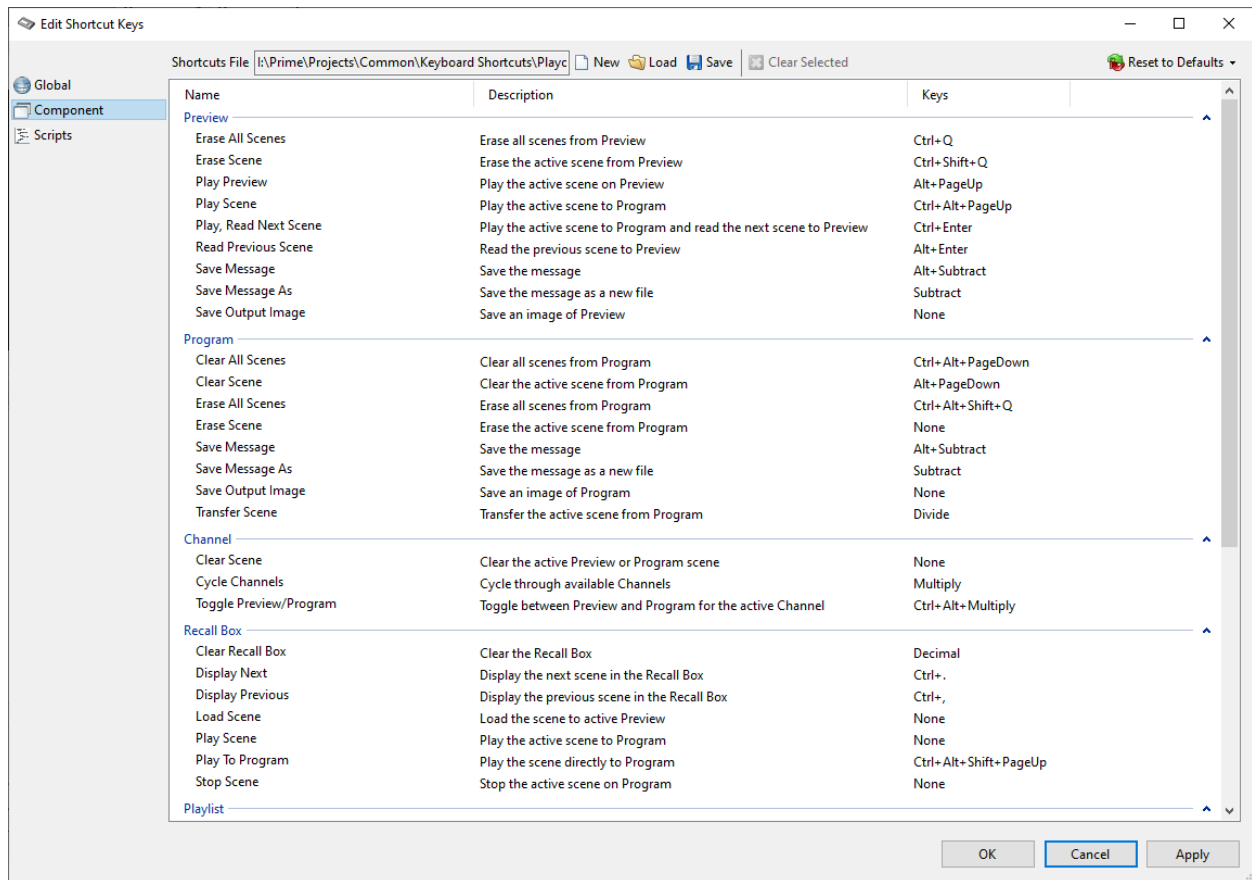 Edit Shortcut Keys
Shortcuts File I:\Prime\Projects\Common\Keyboard Shortcuts\Playc New Load Save Clear Selected Reset to Defaults
Global
Component
Scripts
Name Description Keys
Preview
Erase All Scenes Erase all scenes from Preview Ctrl+Q
Erase Scene Erase the active scene from Preview Ctrl+Shift+Q
Play Preview Play the active scene on Preview Alt+PageUp
Play Scene Play the active scene to Program Ctrl+Alt+PageUp
Play, Read Next Scene Play the active scene to Program and read the next scene to Preview Ctrl+Enter
Read Previous Scene Read the previous scene to Preview Alt+Enter
Save Message Save the message Alt+Subtract
Save Message As Save the message as a new file Subtract
Save Output Image Save an image of Preview None
Program
Clear All Scenes Clear all scenes from Program Ctrl+Alt+PageDown
Clear Scene Clear the active scene from Program Alt+PageDown
Erase All Scenes Erase all scenes from Program Ctrl+Alt+Shift+Q
Erase Scene Erase the active scene from Program None
Save Message Save the message Alt+Subtract
Save Message As Save the message as a new file Subtract
Save Output Image Save an image of Program None
Transfer Scene Transfer the active scene from Program Divide
Channel
Clear Scene Clear the active Preview or Program scene None
Cycle Channels Cycle through available Channels Multiply
Toggle Preview/Program Toggle between Preview and Program for the active Channel Ctrl+Alt+Multiply
Recall Box
Clear Recall Box Clear the Recall Box Decimal
Display Next Display the next scene in the Recall Box Ctrl+.
Display Previous Display the previous scene in the Recall Box Ctrl+,
Load Scene Load the scene to active Preview None
Play Scene Play the active scene to Program None
Play To Program Play the scene directly to Program Ctrl+Alt+Shift+PageUp
Stop Scene Stop the active scene on Program None
Playlist
OK Cancel Apply